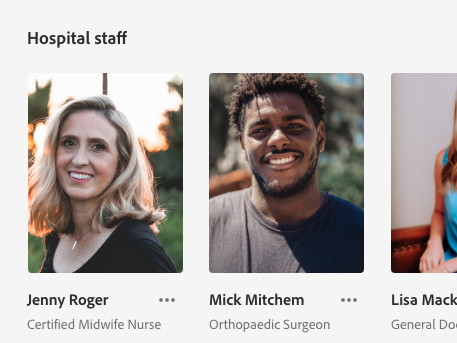 Hospital staff
Jenny Roger
Certified Midwife Nurse
Mick Mitchem
Orthopaedic Surgeon
Lisa Mack
General Do